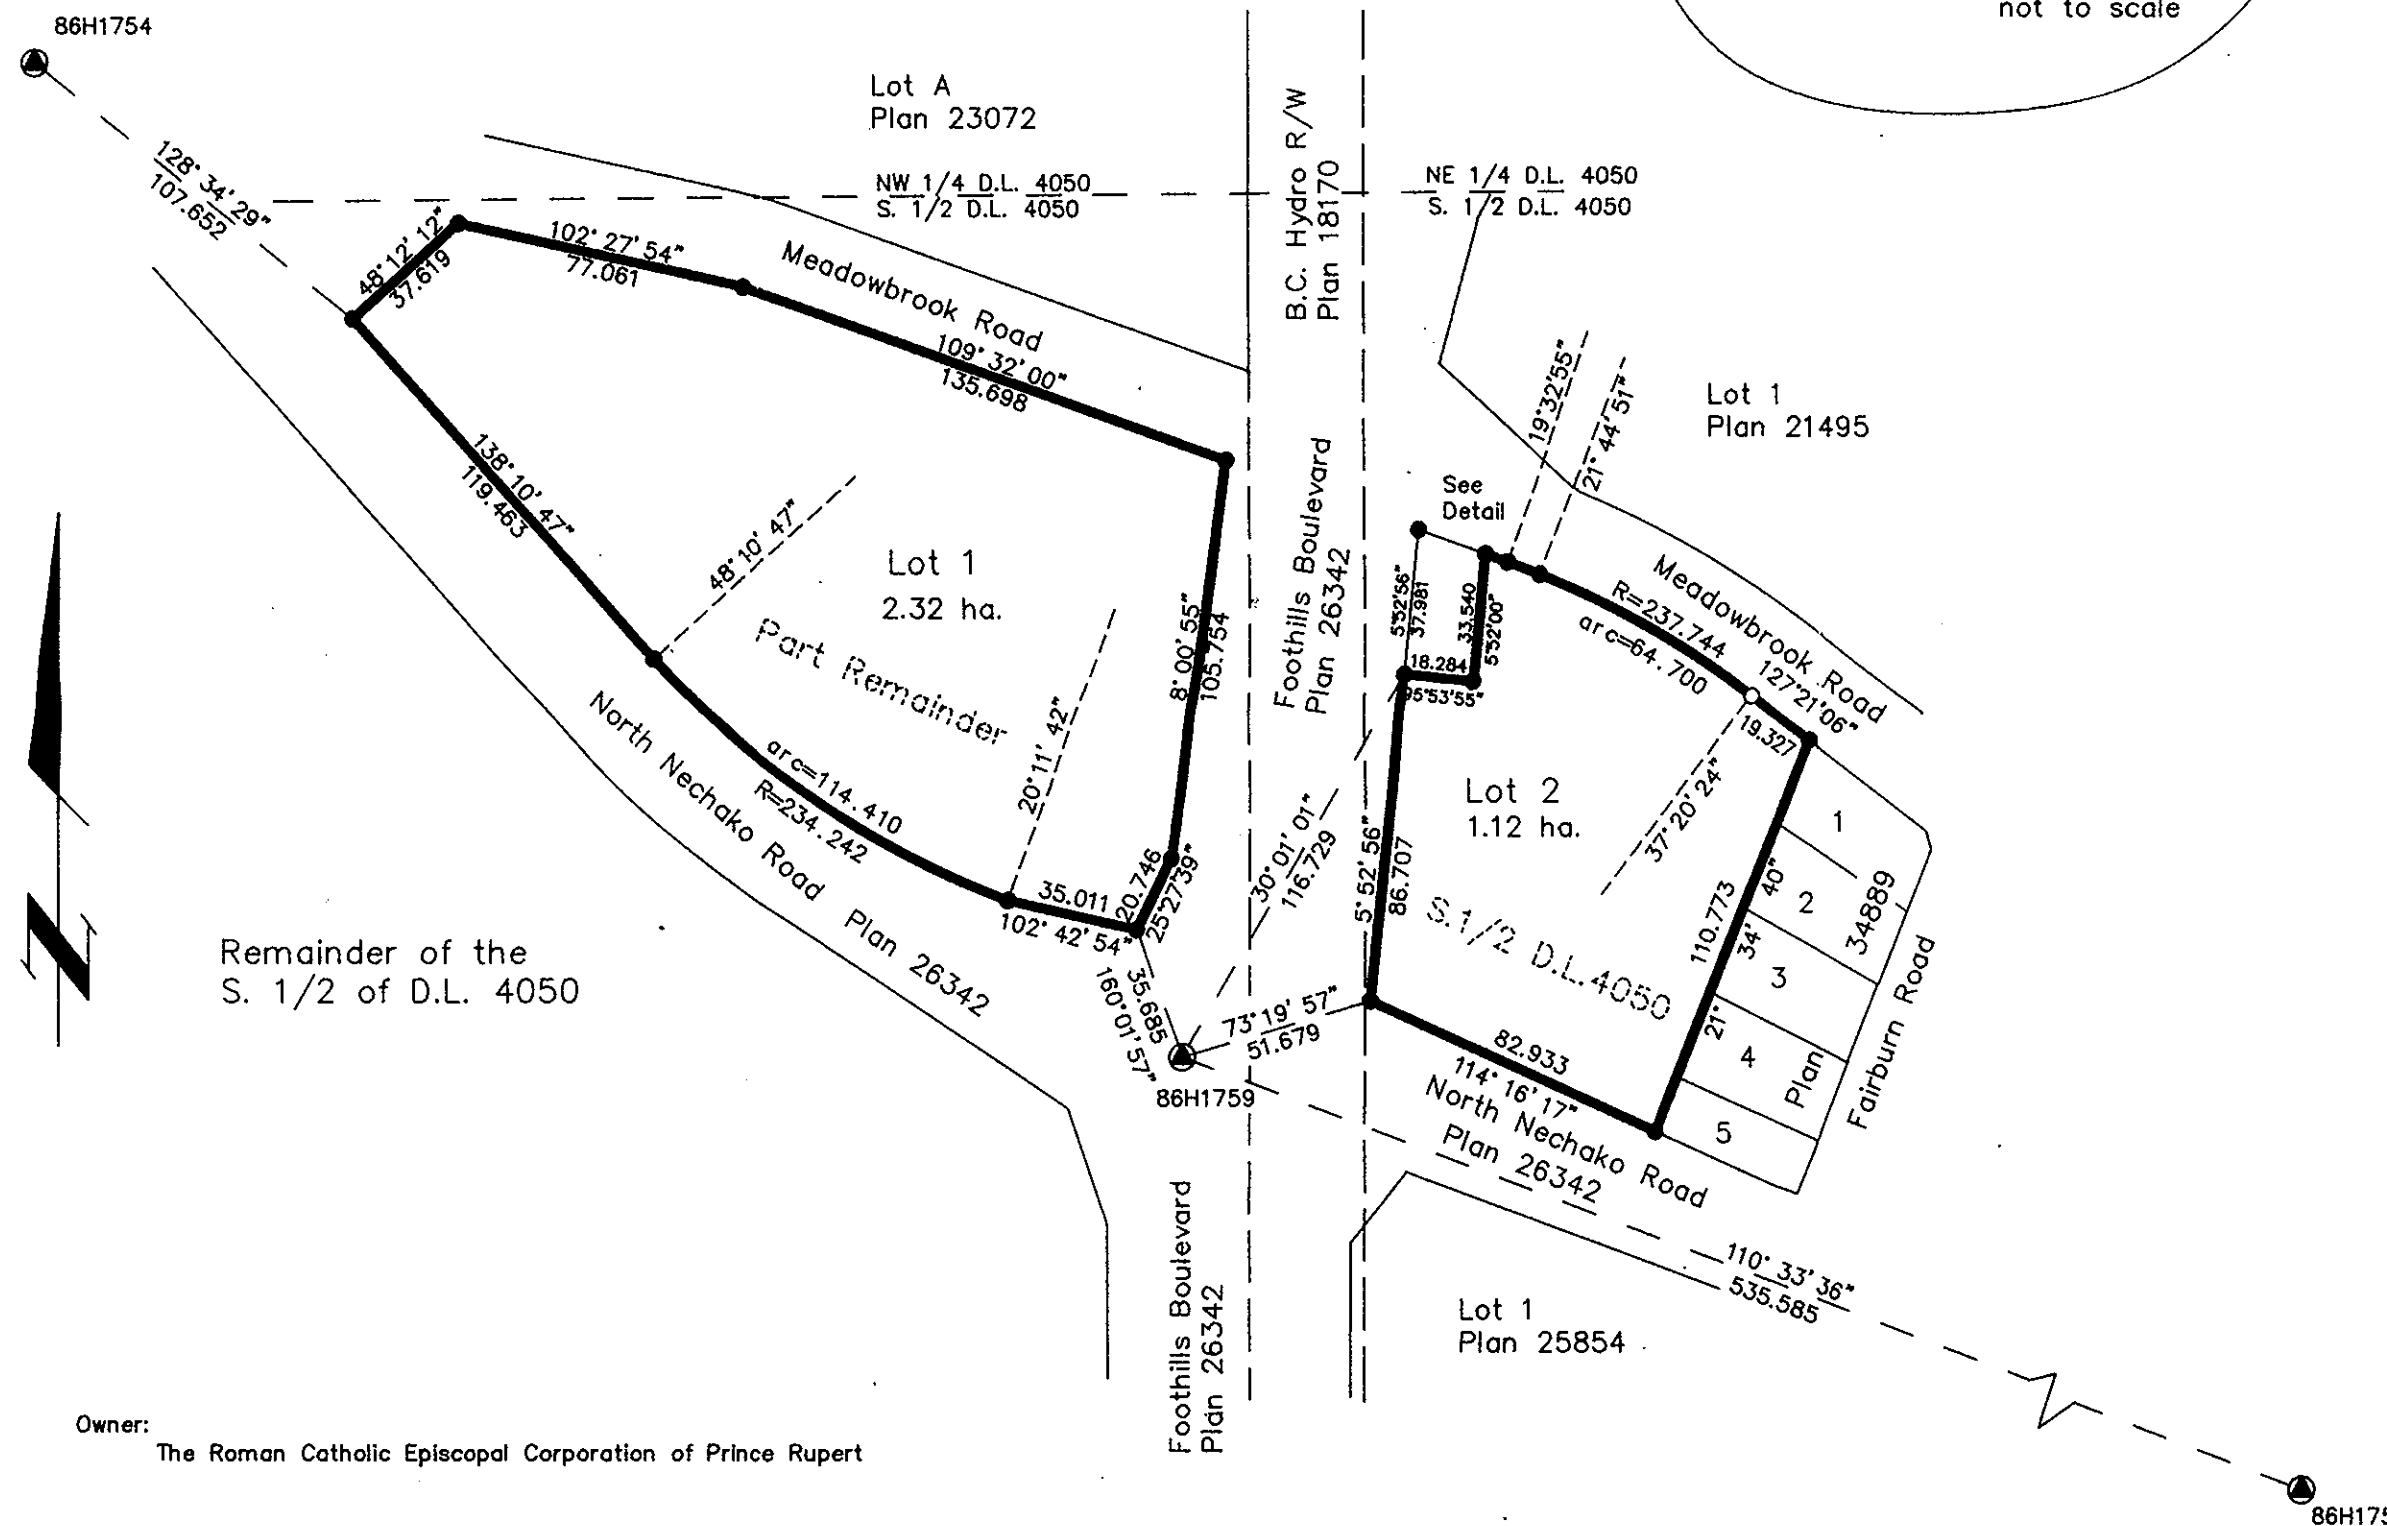 86H1754
not to scale
Lot A
Plan 23072
B.C. Hydro R/W
Plan 18170
128° 34' 29"
107.652
NW 1/4 D.L. 4050
S. 1/2 D.L. 4050
NE 1/4 D.L. 4050
S. 1/2 D.L. 4050
48° 12' 12"
37.619
102° 27' 54"
77.061
Meadowbrook Road
109° 32' 00"
135.698
19°32'55"
21° 44' 51"
Lot 1
Plan 21495
138° 10' 47"
119.463
48° 10' 47"
Lot 1
2.32 ha.
Part Remainder
8° 00' 55"
105.754
Foothills Boulevard
Plan 26342
See
Detail
5°52'56"
37.981
33.540
5°52'00"
18.284
95°53'55"
R=237.744
arc=64.700
Meadowbrook Road
127°21'06"
19.327
37° 20' 24"
North Nechako Road Plan 26342
arc=114.410
R=234.242
20° 11' 42"
35.011
102° 42' 54"
20.746
25°27'39"
30° 01' 01"
116.729
5° 52' 56"
86.707
Lot 2
1.12 ha.
S.1/2 D.L.4050
110.773
21° 34' 40"
1
2
3
4
5
Plan 34889
Fairburn Road
Remainder of the
S. 1/2 of D.L. 4050
35.685
160°01'57"
73° 19' 57"
51.679
86H1759
82.933
114° 16' 17"
North Nechako Road
Plan 26342
Foothills Boulevard
Plan 26342
110° 33' 36"
535.585
Lot 1
Plan 25854
Owner:
The Roman Catholic Episcopal Corporation of Prince Rupert
86H175